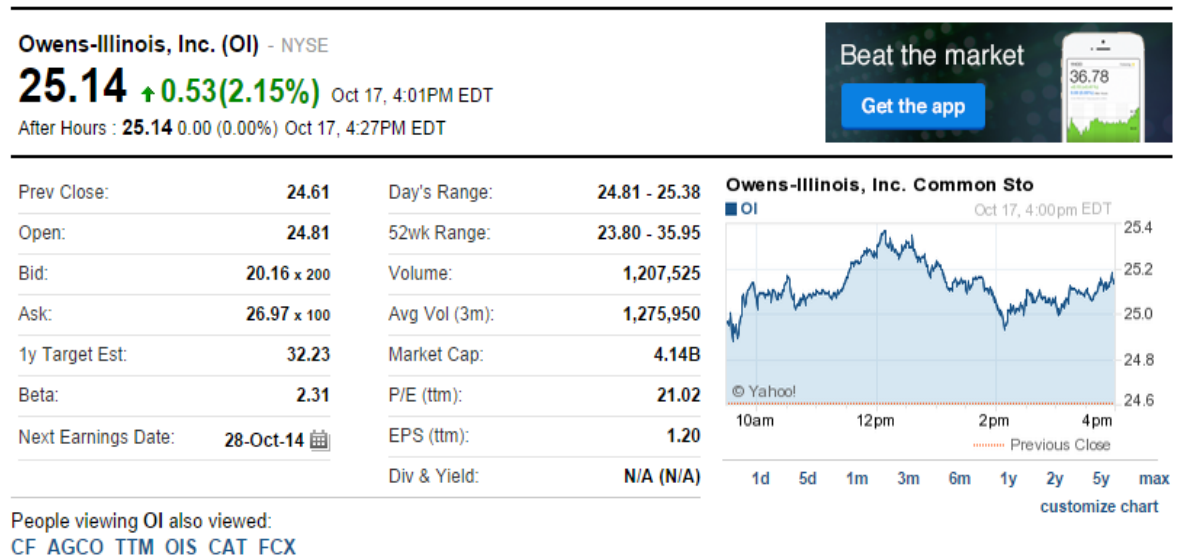 Owens-Illinois, Inc. (OI) - NYSE
25.14 ↑ 0.53(2.15%) Oct 17, 4:01PM EDT
After Hours : 25.14 0.00 (0.00%) Oct 17, 4:27PM EDT
Beat the market
Get the app
36.78
Prev Close: 24.61
Open: 24.81
Bid: 20.16 x 200
Ask: 26.97 x 100
1y Target Est: 32.23
Beta: 2.31
Next Earnings Date: 28-Oct-14
Day's Range: 24.81 - 25.38
52wk Range: 23.80 - 35.95
Volume: 1,207,525
Avg Vol (3m): 1,275,950
Market Cap: 4.14B
P/E (ttm): 21.02
EPS (ttm): 1.20
Div & Yield: N/A (N/A)
Owens-Illinois, Inc. Common Sto
OI Oct 17, 4:00pm EDT
25.4
25.2
25.0
24.8
24.6
© Yahoo!
10am 12pm 2pm 4pm
Previous Close
1d 5d 1m 3m 6m 1y 2y 5y max
customize chart
People viewing OI also viewed:
CF AGCO TTM OIS CAT FCX